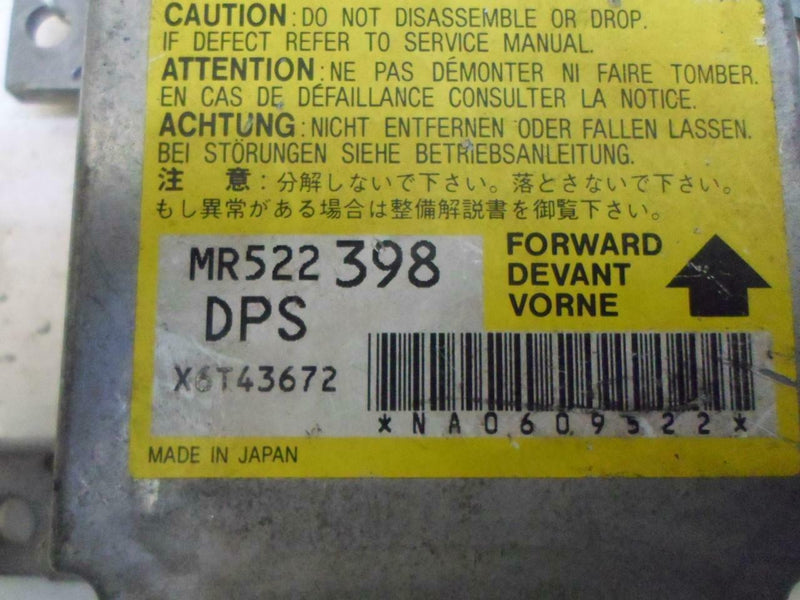 CAUTION: DO NOT DISASSEMBLE OR DROP.
IF DEFECT REFER TO SERVICE MANUAL.
ATTENTION: NE PAS DÉMONTER NI FAIRE TOMBER.
EN CAS DE DÉFAILLANCE CONSULTER LA NOTICE.
ACHTUNG: NICHT ENTFERNEN ODER FALLEN LASSEN.
BEI STÖRUNGEN SIEHE BETRIEBSANLEITUNG.
注 意:分解しないで下さい。落とさないで下さい。
もし異常がある場合は整備解説書を御覧下さい。
MR522 398
DPS
X6T43672
FORWARD
DEVANT
VORNE
*NA0609522*
MADE IN JAPAN